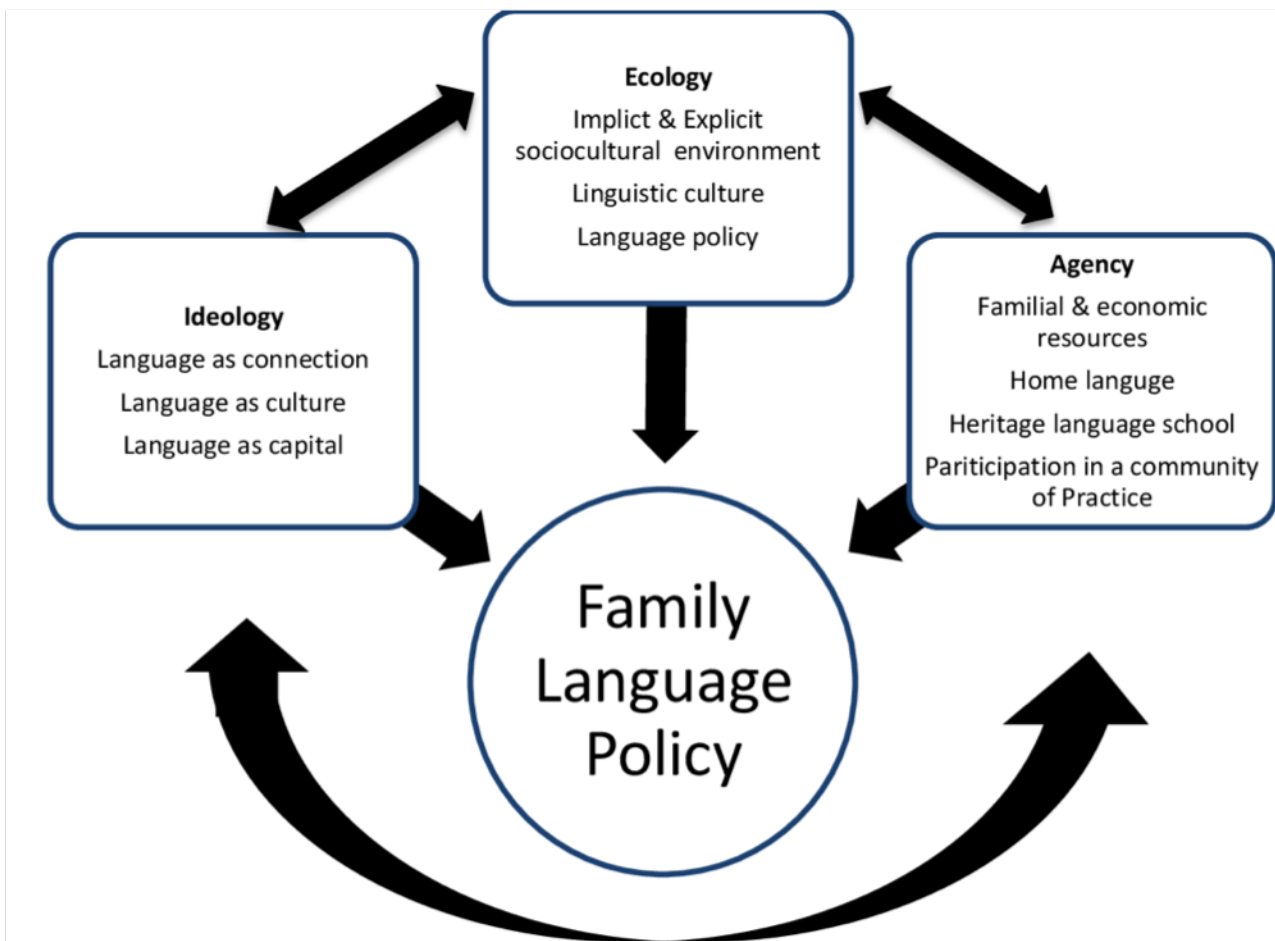 Ecology
Implict & Explicit
sociocultural environment
Linguistic culture
Language policy
Ideology
Language as connection
Language as culture
Language as capital
Agency
Familial & economic
resources
Home languge
Heritage language school
Pariticipation in a community
of Practice
Family
Language
Policy